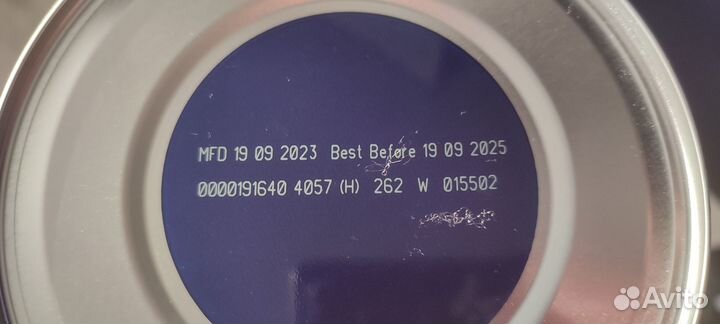 MFD 19 09 2023 Best Before 19 09 2025
0000191640 4057 (H) 262 W 015502
Avito